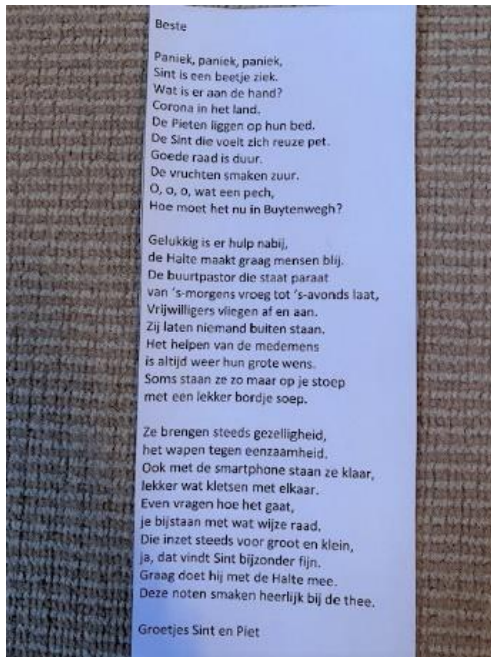 Beste
Paniek, paniek, paniek,
Sint is een beetje ziek.
Wat is er aan de hand?
Corona in het land.
De Pieten liggen op hun bed.
De Sint die voelt zich reuze pet.
Goede raad is duur.
De vruchten smaken zuur.
O, o, o, wat een pech,
Hoe moet het nu in Buytenwegh?
Gelukkig is er hulp nabij,
de Halte maakt graag mensen blij.
De buurtpastor die staat paraat
van 's-morgens vroeg tot 's-avonds laat,
Vrijwilligers vliegen af en aan.
Zij laten niemand buiten staan.
Het helpen van de medemens
is altijd weer hun grote wens.
Soms staan ze zo maar op je stoep
met een lekker bordje soep.
Ze brengen steeds gezelligheid,
het wapen tegen eenzaamheid.
Ook met de smartphone staan ze klaar,
lekker wat kletsen met elkaar.
Even vragen hoe het gaat,
je bijstaan met wat wijze raad,
Die inzet steeds voor groot en klein,
ja, dat vindt Sint bijzonder fijn.
Graag doet hij met de Halte mee.
Deze noten smaken heerlijk bij de thee.
Groetjes Sint en Piet